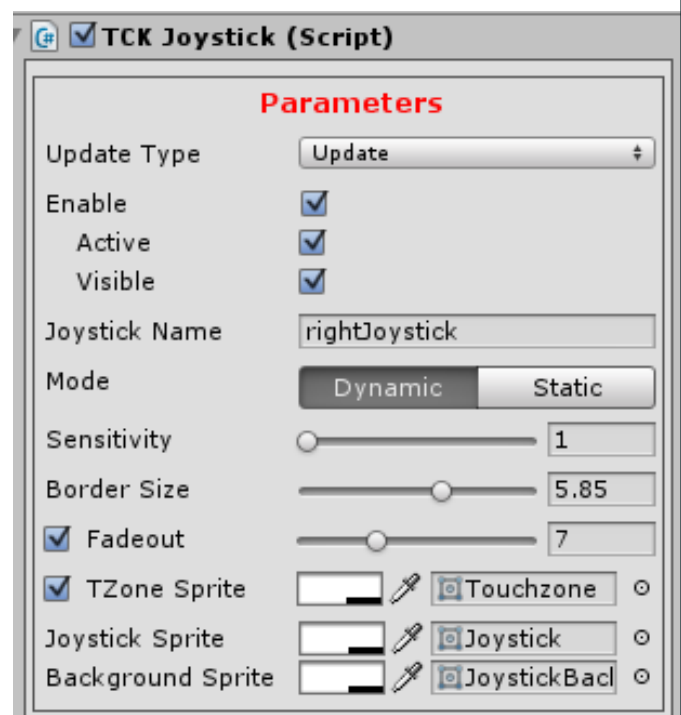 TCK Joystick (Script)
Parameters
Update Type Update
Enable
Active
Visible
Joystick Name rightJoystick
Mode Dynamic Static
Sensitivity 1
Border Size 5.85
Fadeout 7
TZone Sprite Touchzone
Joystick Sprite Joystick
Background Sprite JoystickBacl